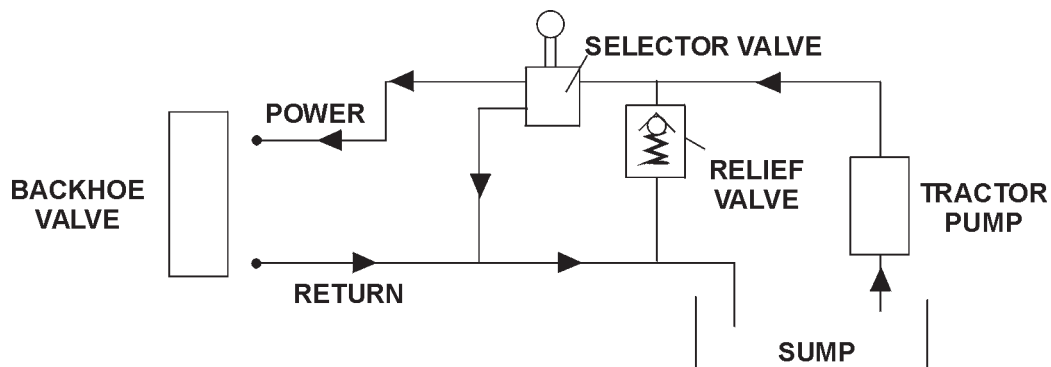 SELECTOR VALVE
POWER
BACKHOE
VALVE
RELIEF
VALVE
TRACTOR
PUMP
RETURN
SUMP